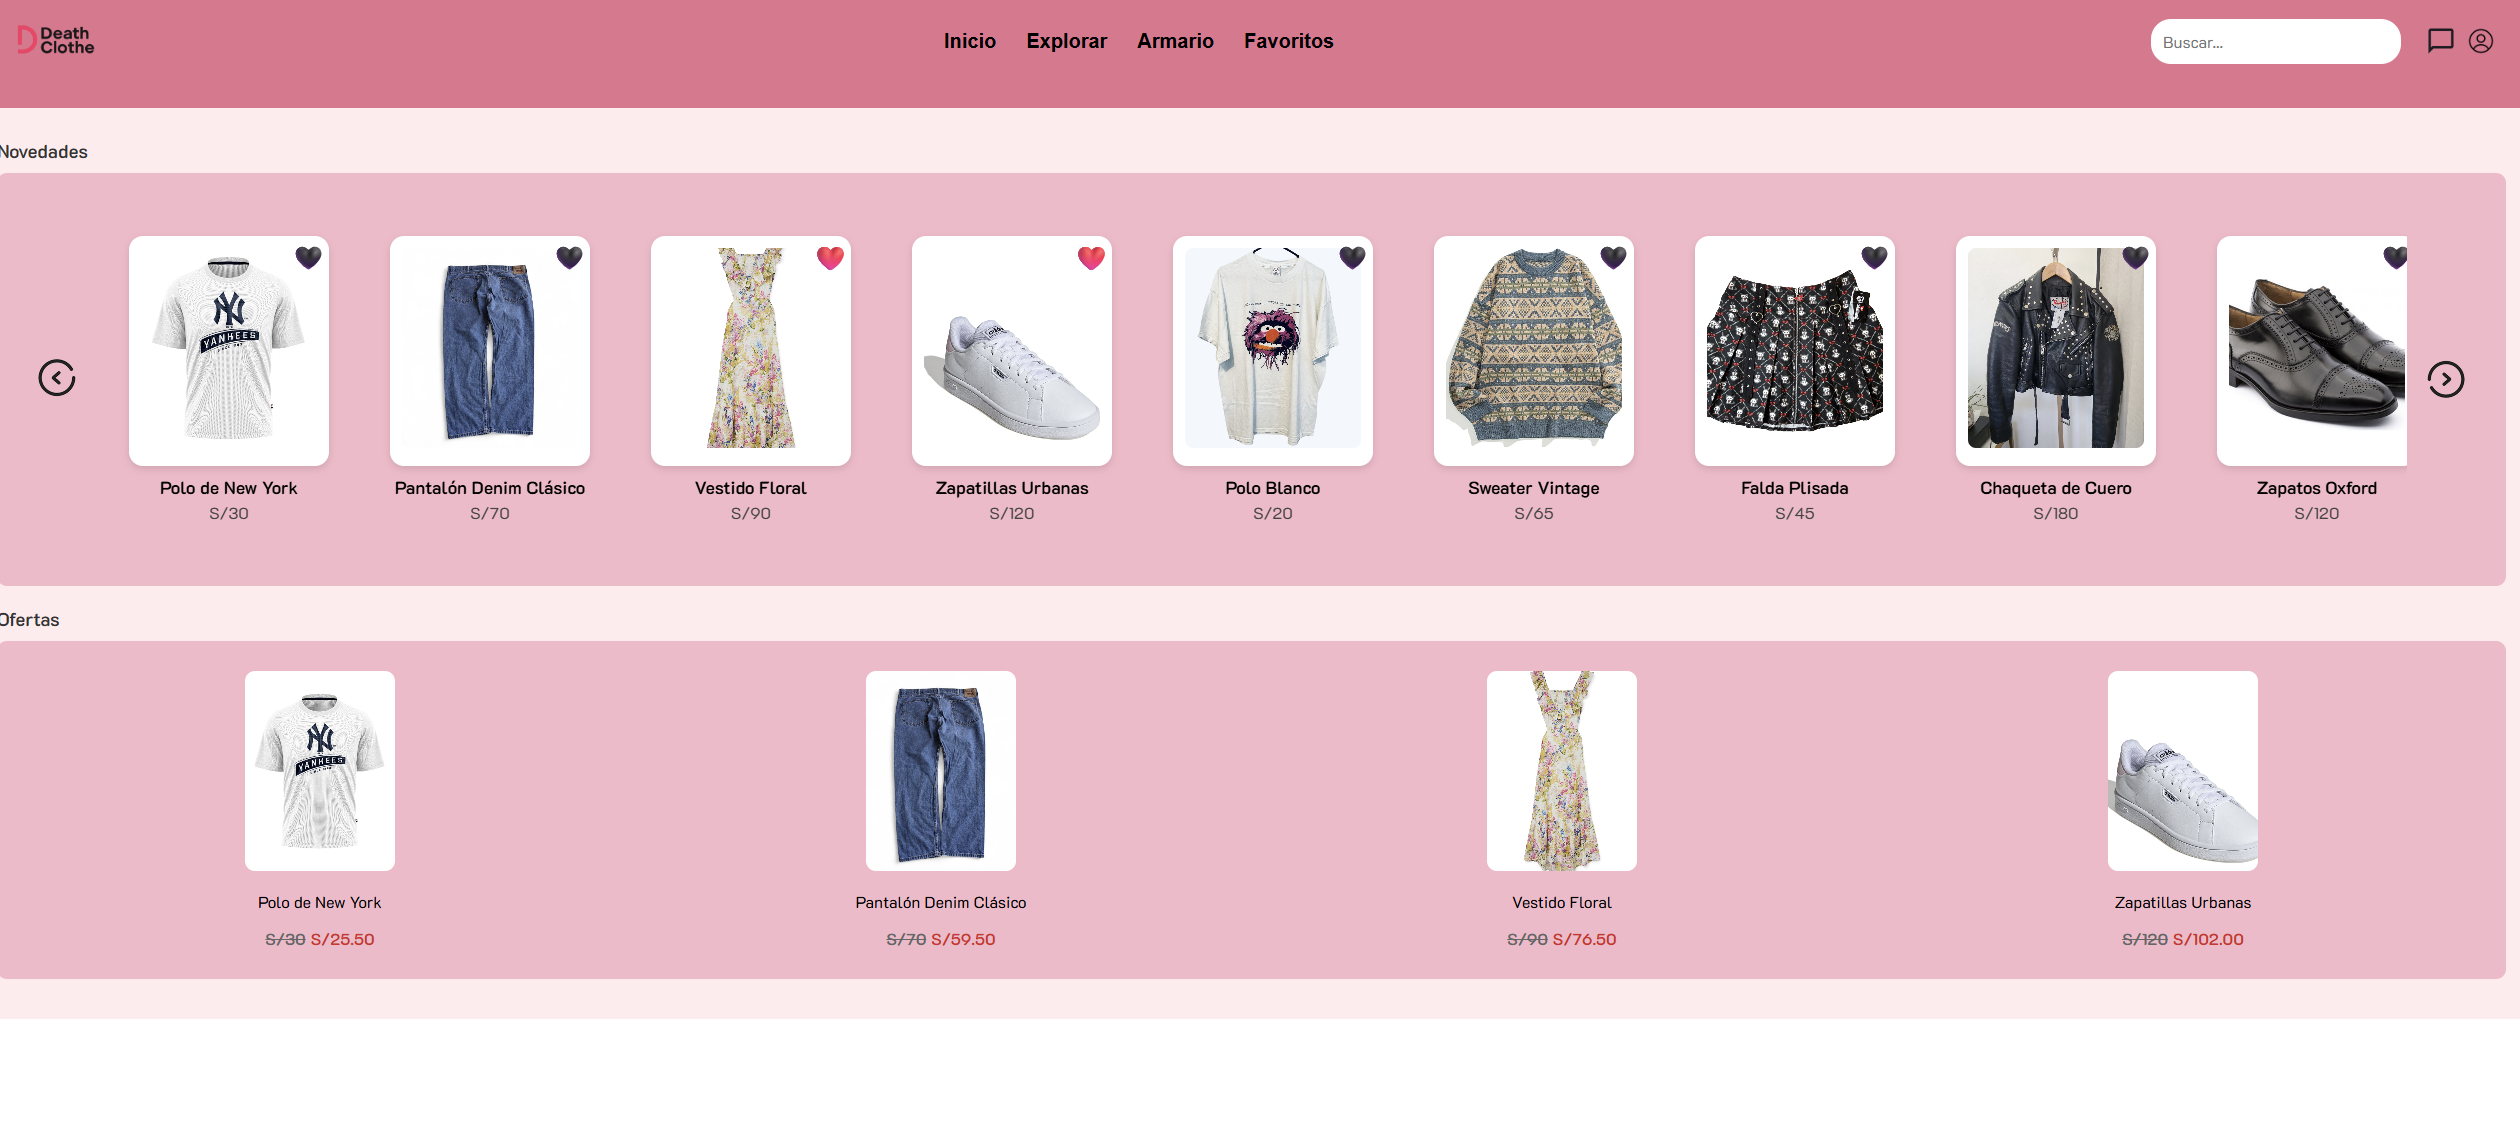 Death
Clothe
Inicio Explorar Armario Favoritos
Buscar...
Novedades
YANKEES
Polo de New York
S/30
Pantalón Denim Clásico
S/70
Vestido Floral
S/90
Zapatillas Urbanas
S/120
Polo Blanco
S/20
Sweater Vintage
S/65
Falda Plisada
S/45
Chaqueta de Cuero
S/180
Zapatos Oxford
S/120
Ofertas
YANKEES
Polo de New York
S/30 S/25.50
Pantalón Denim Clásico
S/70 S/59.50
Vestido Floral
S/90 S/76.50
Zapatillas Urbanas
S/120 S/102.00